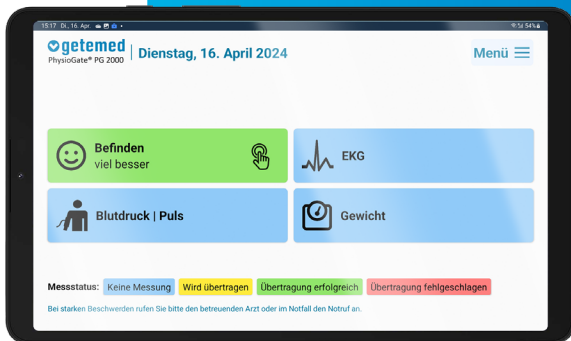 15:17 Di., 16. Apr.
54%
getemed
PhysioGate® PG 2000
Dienstag, 16. April 2024
Menü
Befinden
viel besser
EKG
Blutdruck | Puls
Gewicht
Messstatus: Keine Messung Wird übertragen Übertragung erfolgreich Übertragung fehlgeschlagen
Bei starken Beschwerden rufen Sie bitte den betreuenden Arzt oder im Notfall den Notruf an.